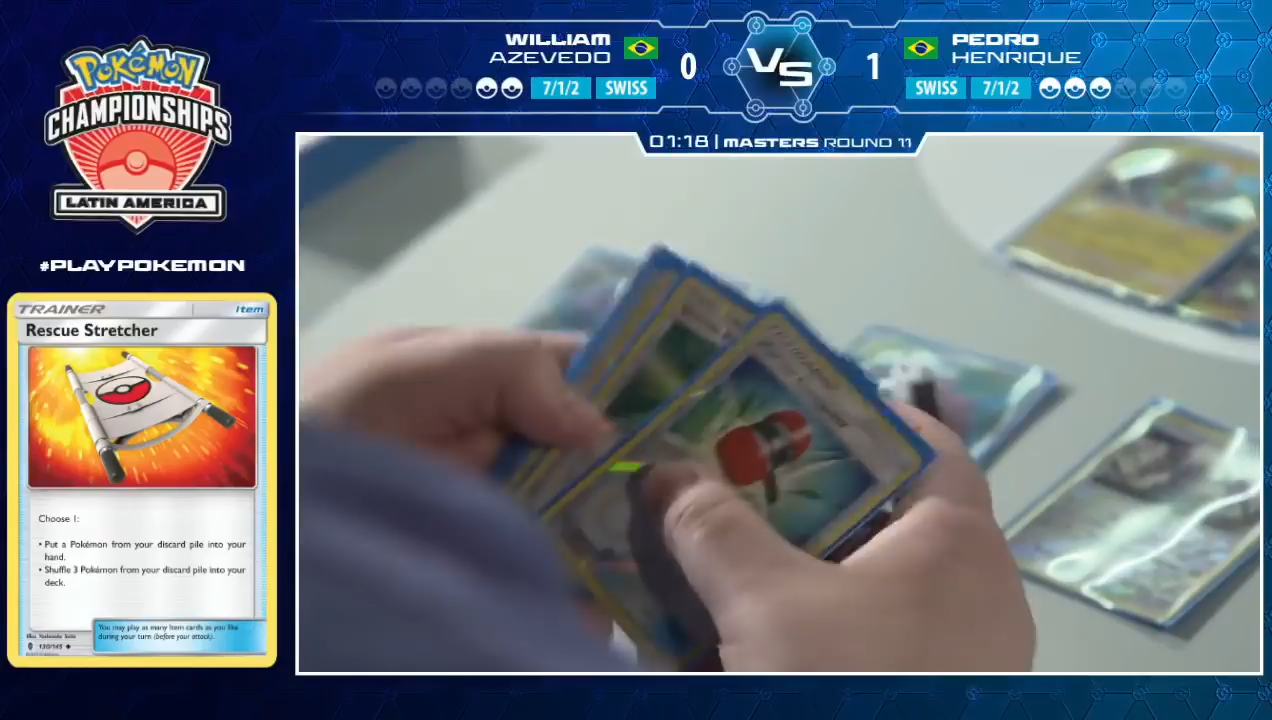 Pokémon
CHAMPIONSHIPS
LATIN AMERICA
#PLAYPOKEMON
WILLIAM
AZEVEDO
7/1/2
SWISS
0
VS
1
PEDRO
HENRIQUE
SWISS
7/1/2
01:18 | MASTERS ROUND 11
TRAINER
Item
Rescue Stretcher
Choose 1:
• Put a Pokémon from your discard pile into your
hand.
• Shuffle 3 Pokémon from your discard pile into your
deck.
You may play as many Item cards as you like
during your turn (before your attack).
130/145